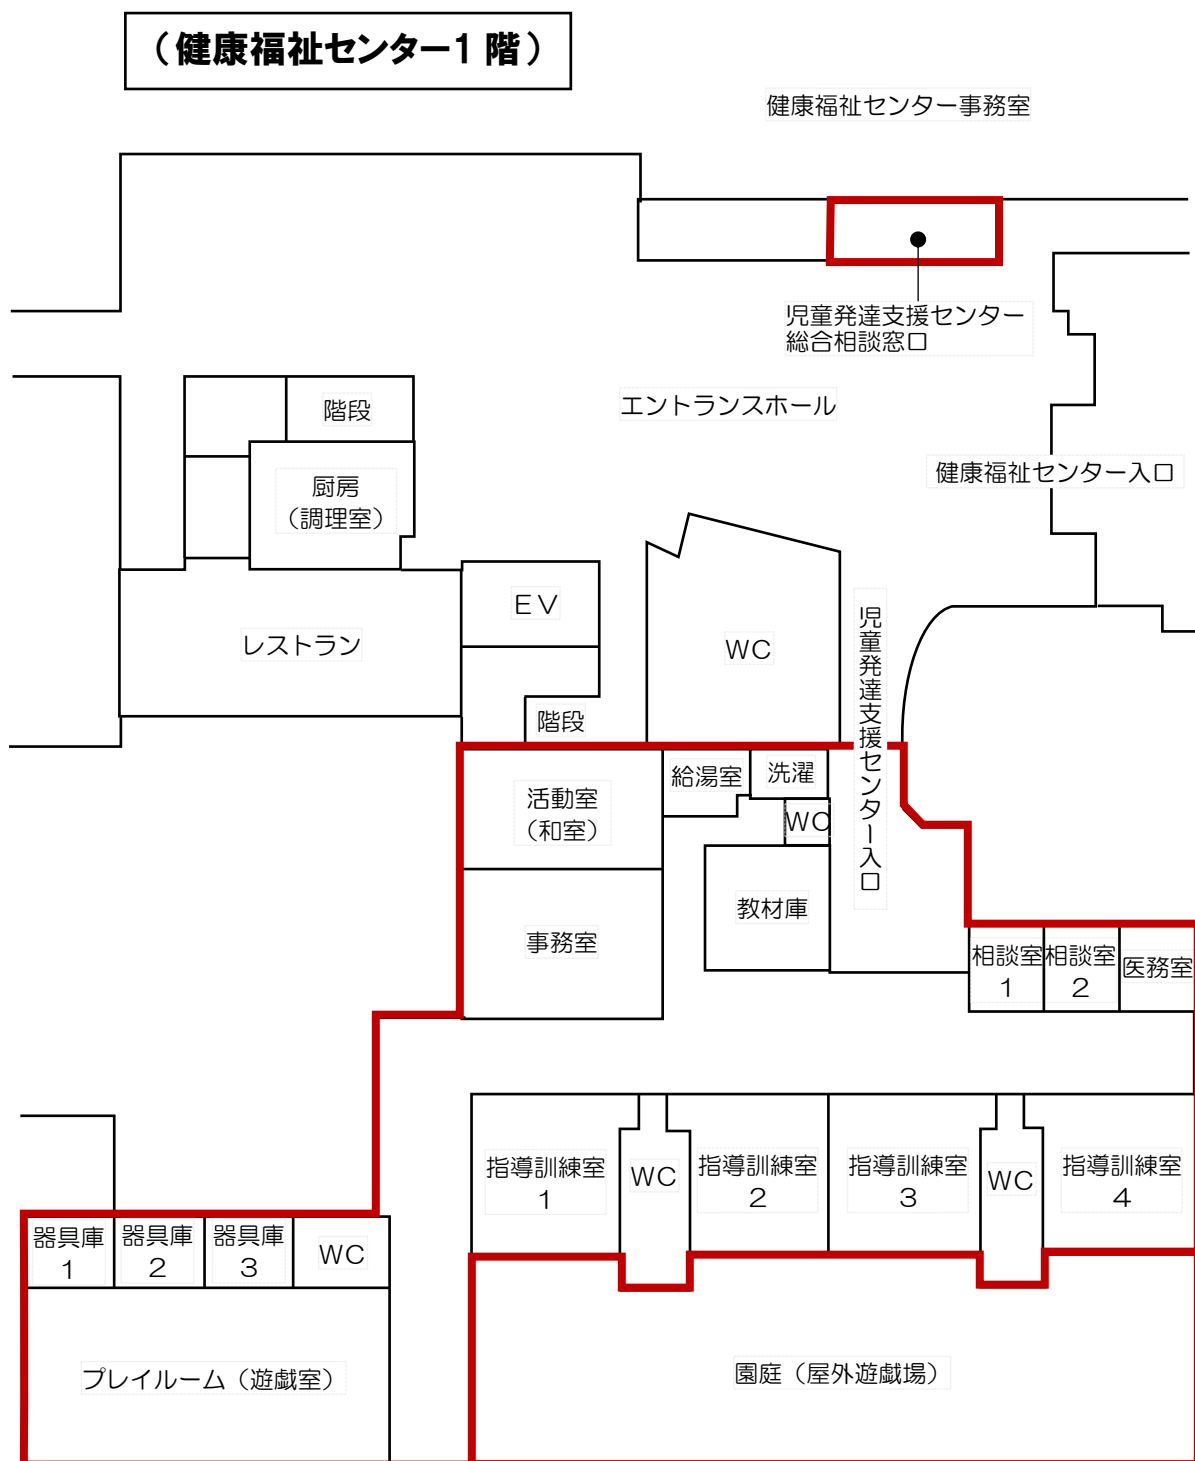 （健康福祉センター１階）
健康福祉センター事務室
児童発達支援センター
総合相談窓口
エントランスホール
階段
厨房
（調理室）
健康福祉センター入口
ＥＶ
レストラン
WC
階段
児童発達支援センター入口
活動室
（和室）
給湯室
洗濯
WC
教材庫
事務室
相談室
１
相談室
２
医務室
指導訓練室
１
WC
指導訓練室
２
指導訓練室
３
WC
指導訓練室
４
器具庫
１
器具庫
２
器具庫
３
WC
プレイルーム（遊戯室）
園庭（屋外遊戯場）